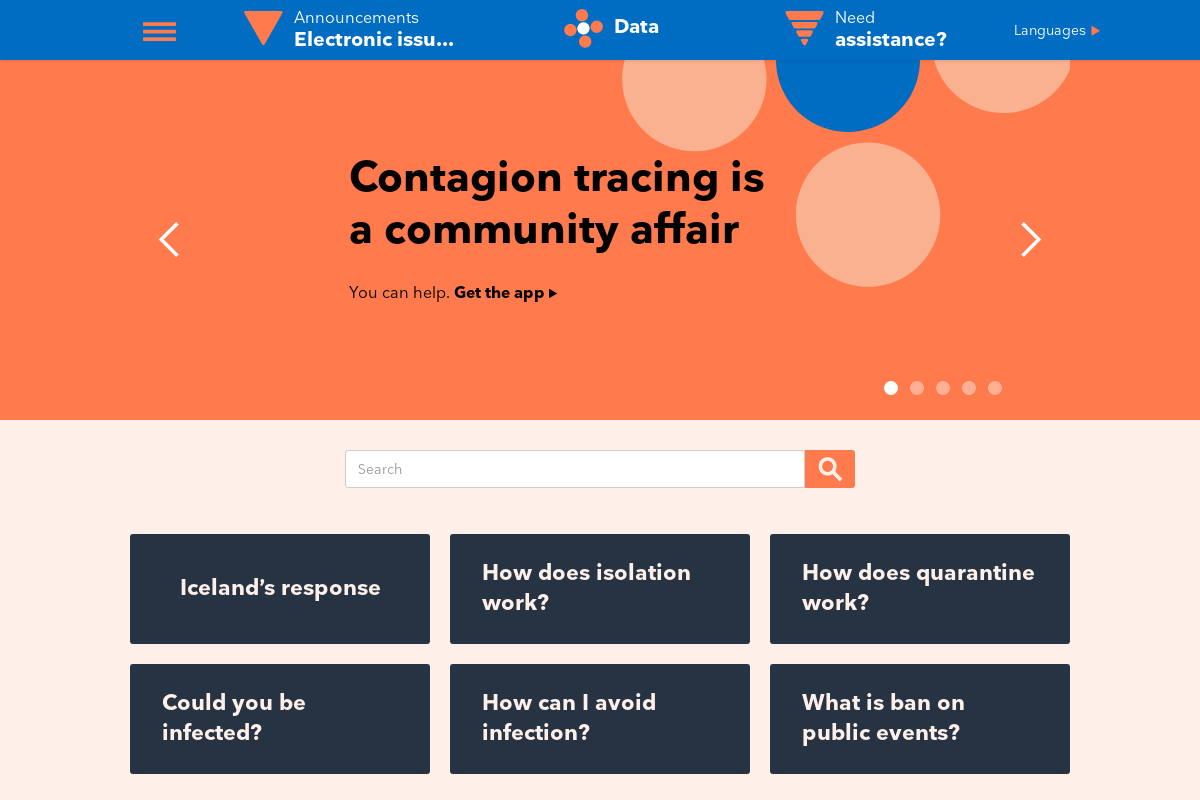 Announcements
Electronic issu...
Data
Need
assistance?
Languages
Contagion tracing is
a community affair
You can help. Get the app
Search
Iceland's response
How does isolation
work?
How does quarantine
work?
Could you be
infected?
How can I avoid
infection?
What is ban on
public events?